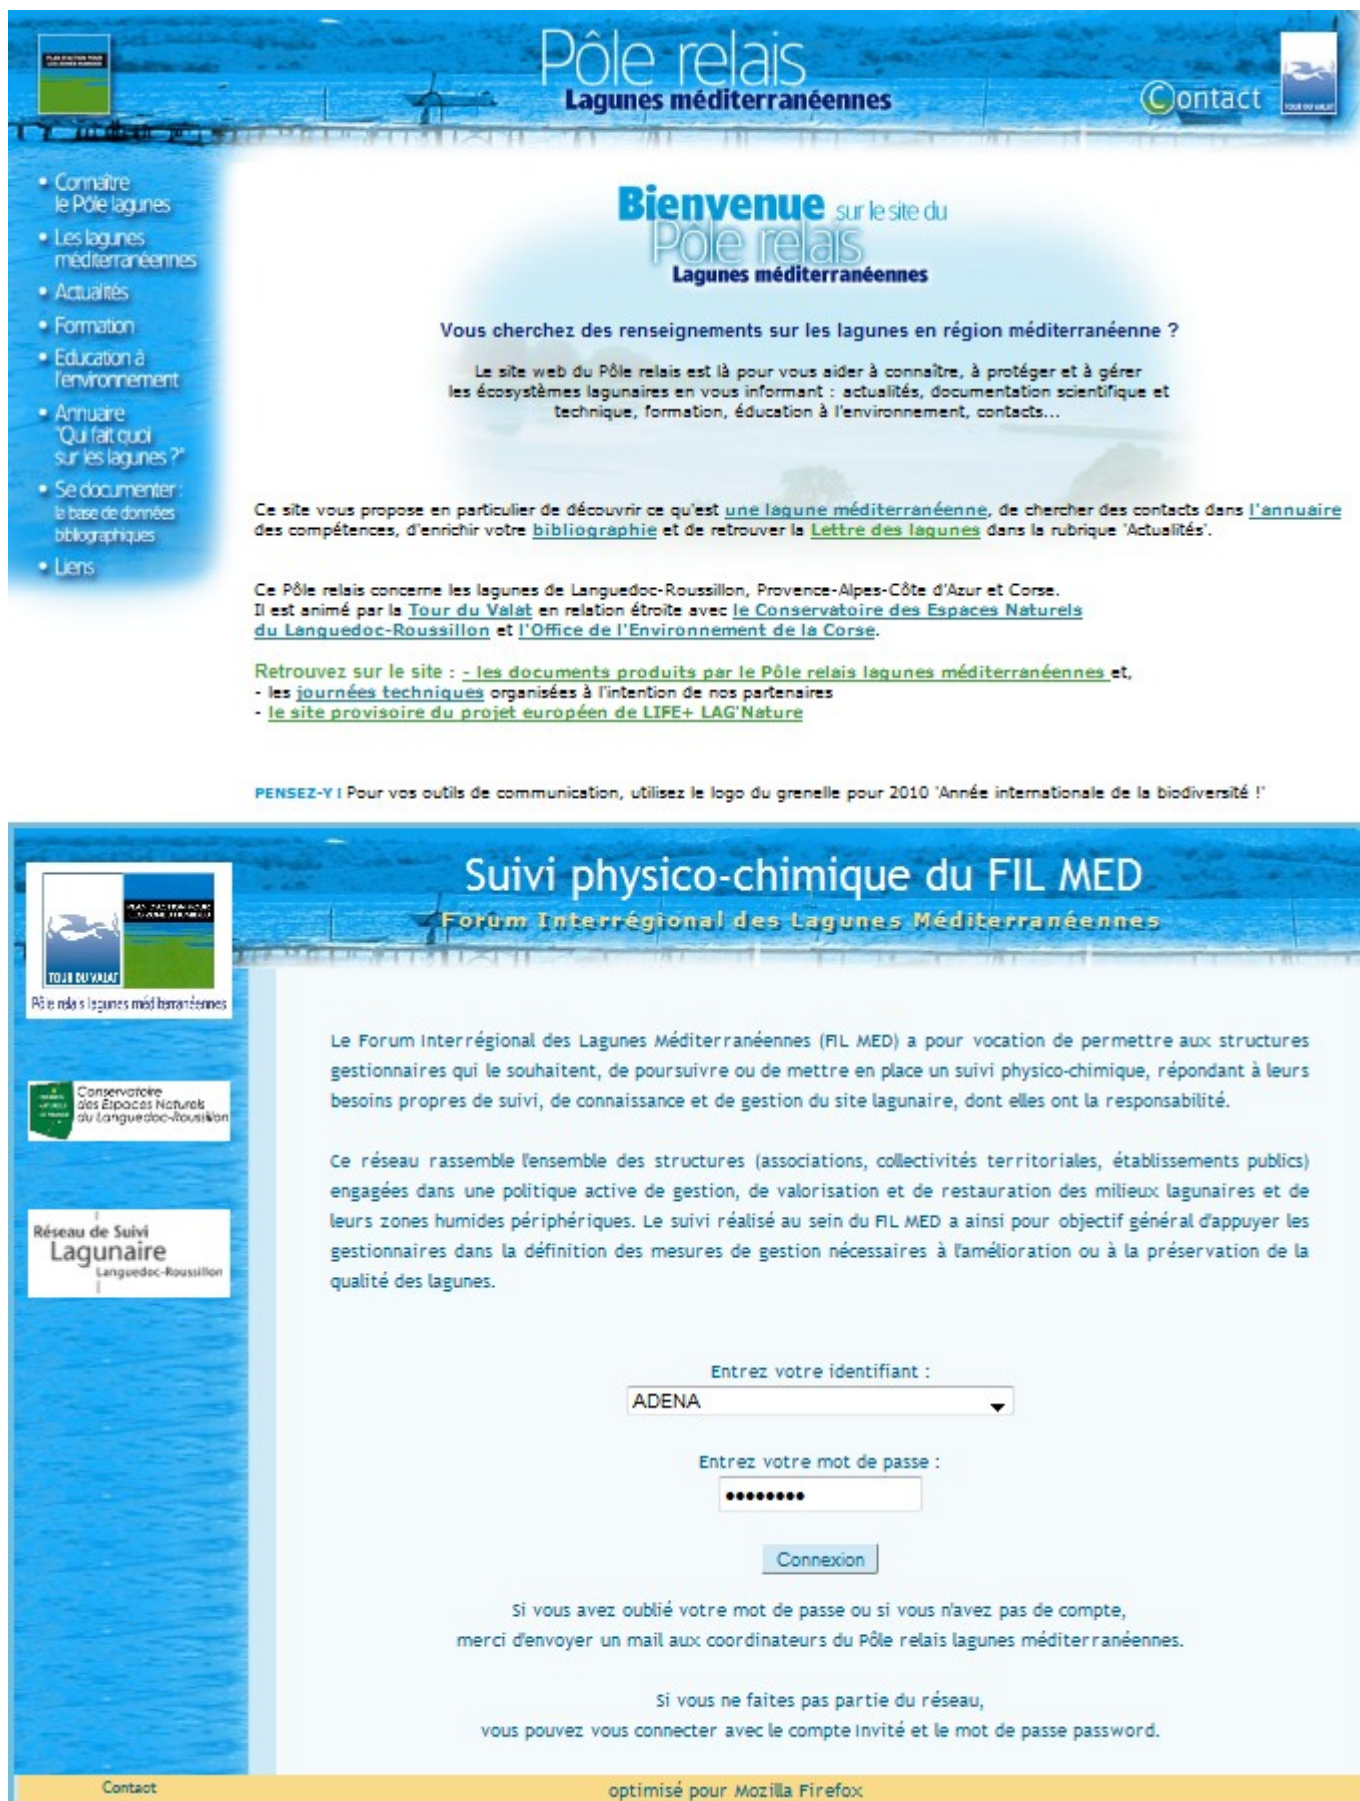 PLAN D'ACTION POUR
LES ZONES HUMIDES
Pôle relais
Lagunes méditerranéennes
Contact
TOUR DU VALAT
• Connaître
le Pôle lagunes
• Les lagunes
méditerranéennes
• Actualités
• Formation
• Education à
l'environnement
• Annuaire
"Qui fait quoi
sur les lagunes ?"
• Se documenter :
la base de données
bibliographiques
• Liens
Bienvenue sur le site du
Pôle relais
Lagunes méditerranéennes
Vous cherchez des renseignements sur les lagunes en région méditerranéenne ?
Le site web du Pôle relais est là pour vous aider à connaître, à protéger et à gérer
les écosystèmes lagunaires en vous informant : actualités, documentation scientifique et
technique, formation, éducation à l'environnement, contacts...
Ce site vous propose en particulier de découvrir ce qu'est une lagune méditerranéenne, de chercher des contacts dans l'annuaire
des compétences, d'enrichir votre bibliographie et de retrouver la Lettre des lagunes dans la rubrique 'Actualités'.
Ce Pôle relais concerne les lagunes de Languedoc-Roussillon, Provence-Alpes-Côte d'Azur et Corse.
Il est animé par la Tour du Valat en relation étroite avec le Conservatoire des Espaces Naturels
du Languedoc-Roussillon et l'Office de l'Environnement de la Corse.
Retrouvez sur le site : - les documents produits par le Pôle relais lagunes méditerranéennes et,
- les journées techniques organisées à l'intention de nos partenaires
- le site provisoire du projet européen de LIFE+ LAG'Nature
PENSEZ-Y ! Pour vos outils de communication, utilisez le logo du grenelle pour 2010 'Année internationale de la biodiversité !'
Suivi physico-chimique du FIL MED
Forum Interrégional des Lagunes Méditerranéennes
PLAN D'ACTION POUR
LES ZONES HUMIDES
TOUR DU VALAT
Pôle relais lagunes méditerranéennes
Conservatoire
des Espaces Naturels
du Languedoc-Roussillon
Réseau de Suivi
Lagunaire
Languedoc-Roussillon
Le Forum Interrégional des Lagunes Méditerranéennes (FIL MED) a pour vocation de permettre aux structures
gestionnaires qui le souhaitent, de poursuivre ou de mettre en place un suivi physico-chimique, répondant à leurs
besoins propres de suivi, de connaissance et de gestion du site lagunaire, dont elles ont la responsabilité.
Ce réseau rassemble l'ensemble des structures (associations, collectivités territoriales, établissements publics)
engagées dans une politique active de gestion, de valorisation et de restauration des milieux lagunaires et de
leurs zones humides périphériques. Le suivi réalisé au sein du FIL MED a ainsi pour objectif général d'appuyer les
gestionnaires dans la définition des mesures de gestion nécessaires à l'amélioration ou à la préservation de la
qualité des lagunes.
Entrez votre identifiant :
ADENA
Entrez votre mot de passe :
••••••••
Connexion
Si vous avez oublié votre mot de passe ou si vous n'avez pas de compte,
merci d'envoyer un mail aux coordinateurs du Pôle relais lagunes méditerranéennes.
Si vous ne faites pas partie du réseau,
vous pouvez vous connecter avec le compte Invité et le mot de passe password.
Contact
optimisé pour Mozilla Firefox